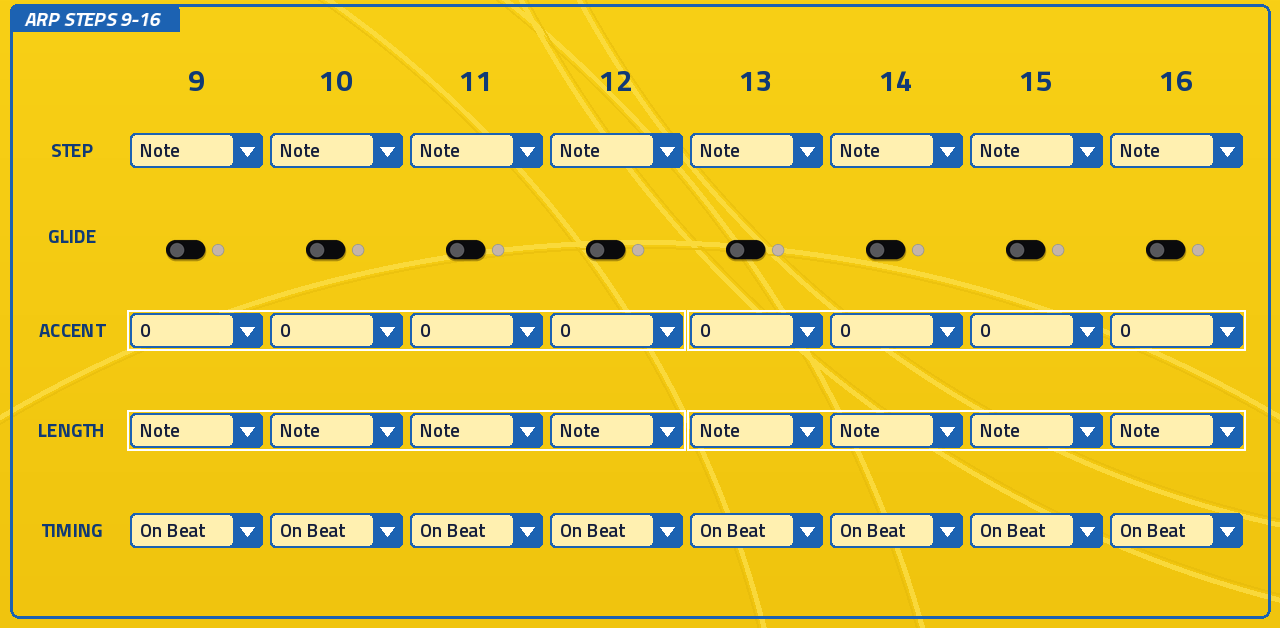 ARP STEPS 9-16
9 10 11 12 13 14 15 16
STEP Note Note Note Note Note Note Note Note
GLIDE
ACCENT 0 0 0 0 0 0 0 0
LENGTH Note Note Note Note Note Note Note Note
TIMING On Beat On Beat On Beat On Beat On Beat On Beat On Beat On Beat